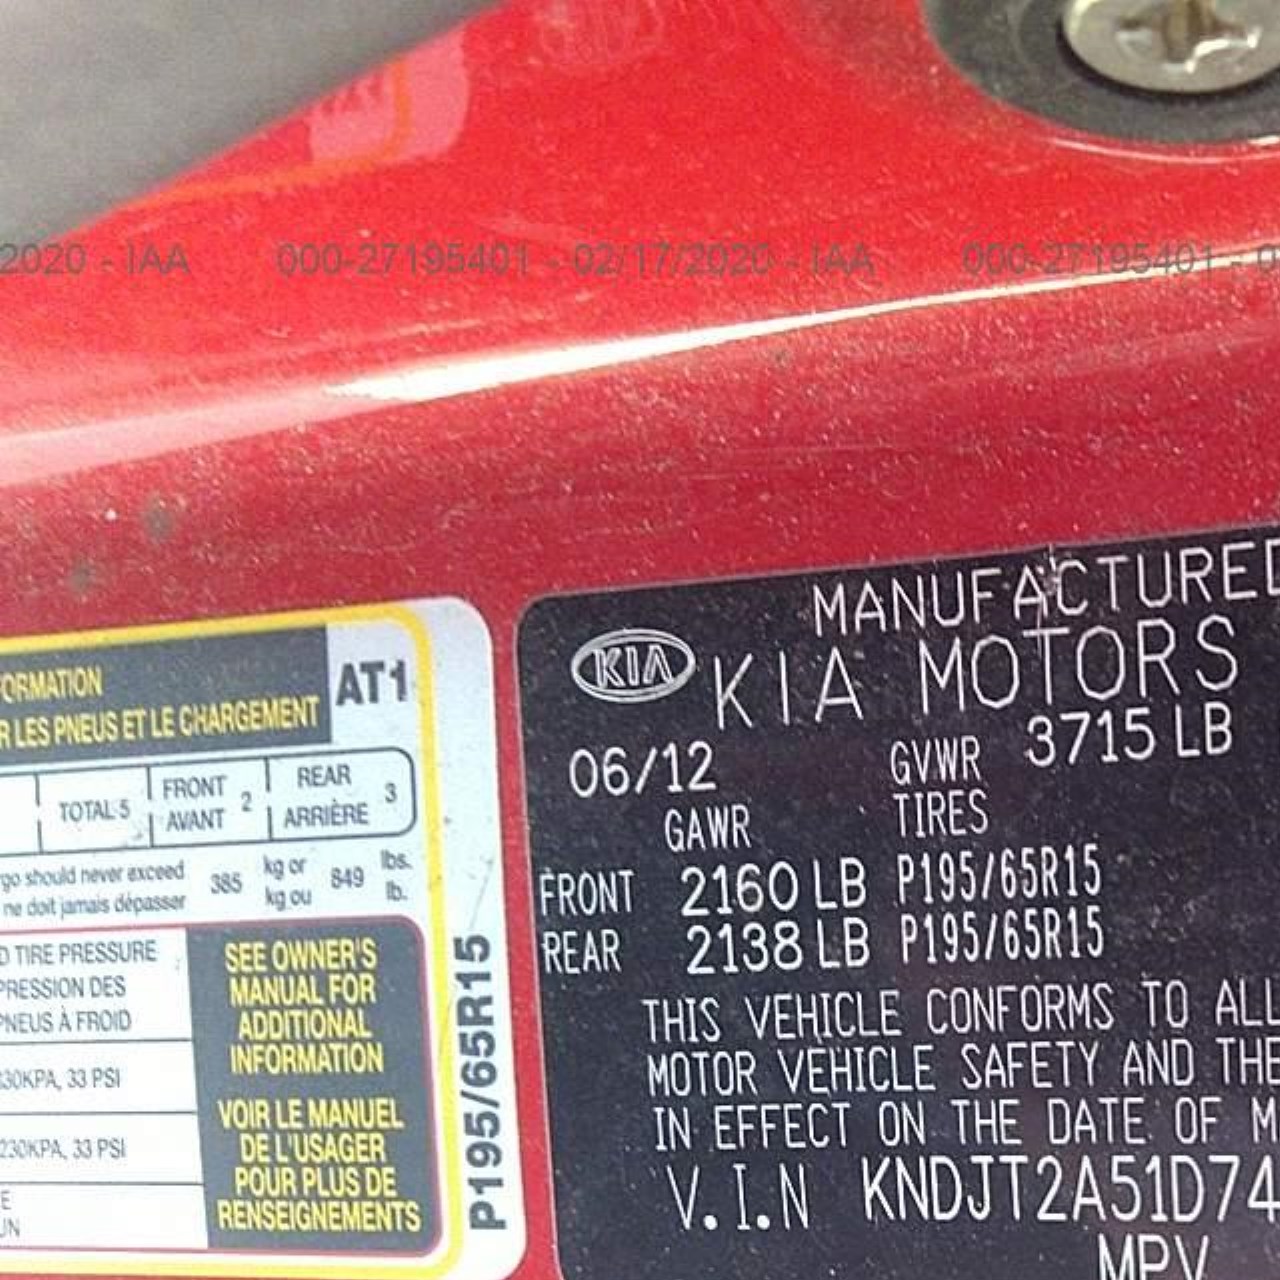 2020 - IAA 000-27195401 - 02/17/2020 - IAA 000-27195401 - 0
MANUFACTURED
KIA KIA MOTORS
06/12 GVWR 3715 LB
GAWR TIRES
FRONT 2160 LB P195/65R15
REAR 2138 LB P195/65R15
THIS VEHICLE CONFORMS TO ALL
MOTOR VEHICLE SAFETY AND THE
IN EFFECT ON THE DATE OF M
V.I.N KNDJT2A51D74
MPV
ORMATION
R LES PNEUS ET LE CHARGEMENT
AT1
TOTAL 5
FRONT
AVANT
2
REAR
ARRIÈRE
3
rgo should never exceed
ne doit jamais dépasser
385
kg or
kg ou
849
lbs.
lb.
D TIRE PRESSURE
PRESSION DES
PNEUS À FROID
230KPA, 33 PSI
230KPA, 33 PSI
E
UN
SEE OWNER'S
MANUAL FOR
ADDITIONAL
INFORMATION
VOIR LE MANUEL
DE L'USAGER
POUR PLUS DE
RENSEIGNEMENTS
P195/65R15